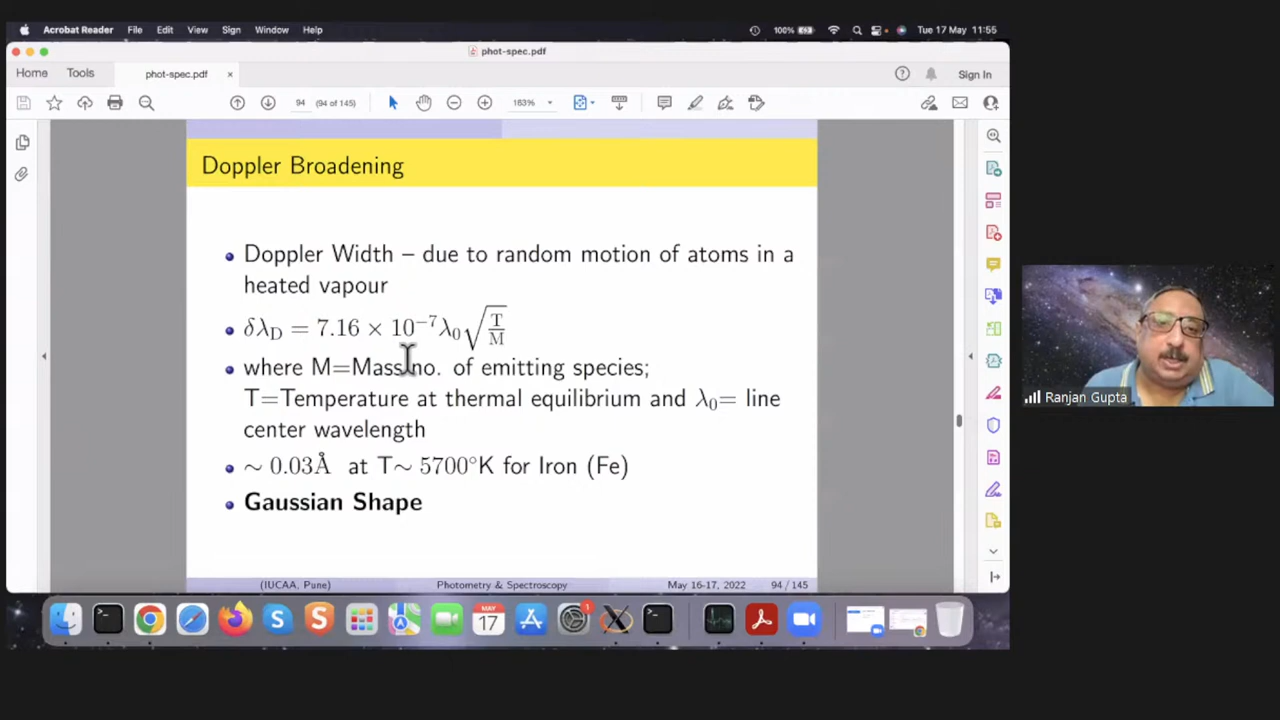 Acrobat Reader File Edit View Sign Window Help 100% Tue 17 May 11:55
phot-spec.pdf
Home Tools phot-spec.pdf × Sign In
94 (94 of 145) 183%
Doppler Broadening
Doppler Width – due to random motion of atoms in a
heated vapour
δλ_D = 7.16 × 10⁻⁷λ₀√(T/M)
where M=Mass no. of emitting species;
T=Temperature at thermal equilibrium and λ₀= line
center wavelength
∼ 0.03Å at T∼ 5700°K for Iron (Fe)
Gaussian Shape
(IUCAA, Pune) Photometry & Spectroscopy May 16-17, 2022 94 / 145
Ranjan Gupta
MAY
17
1